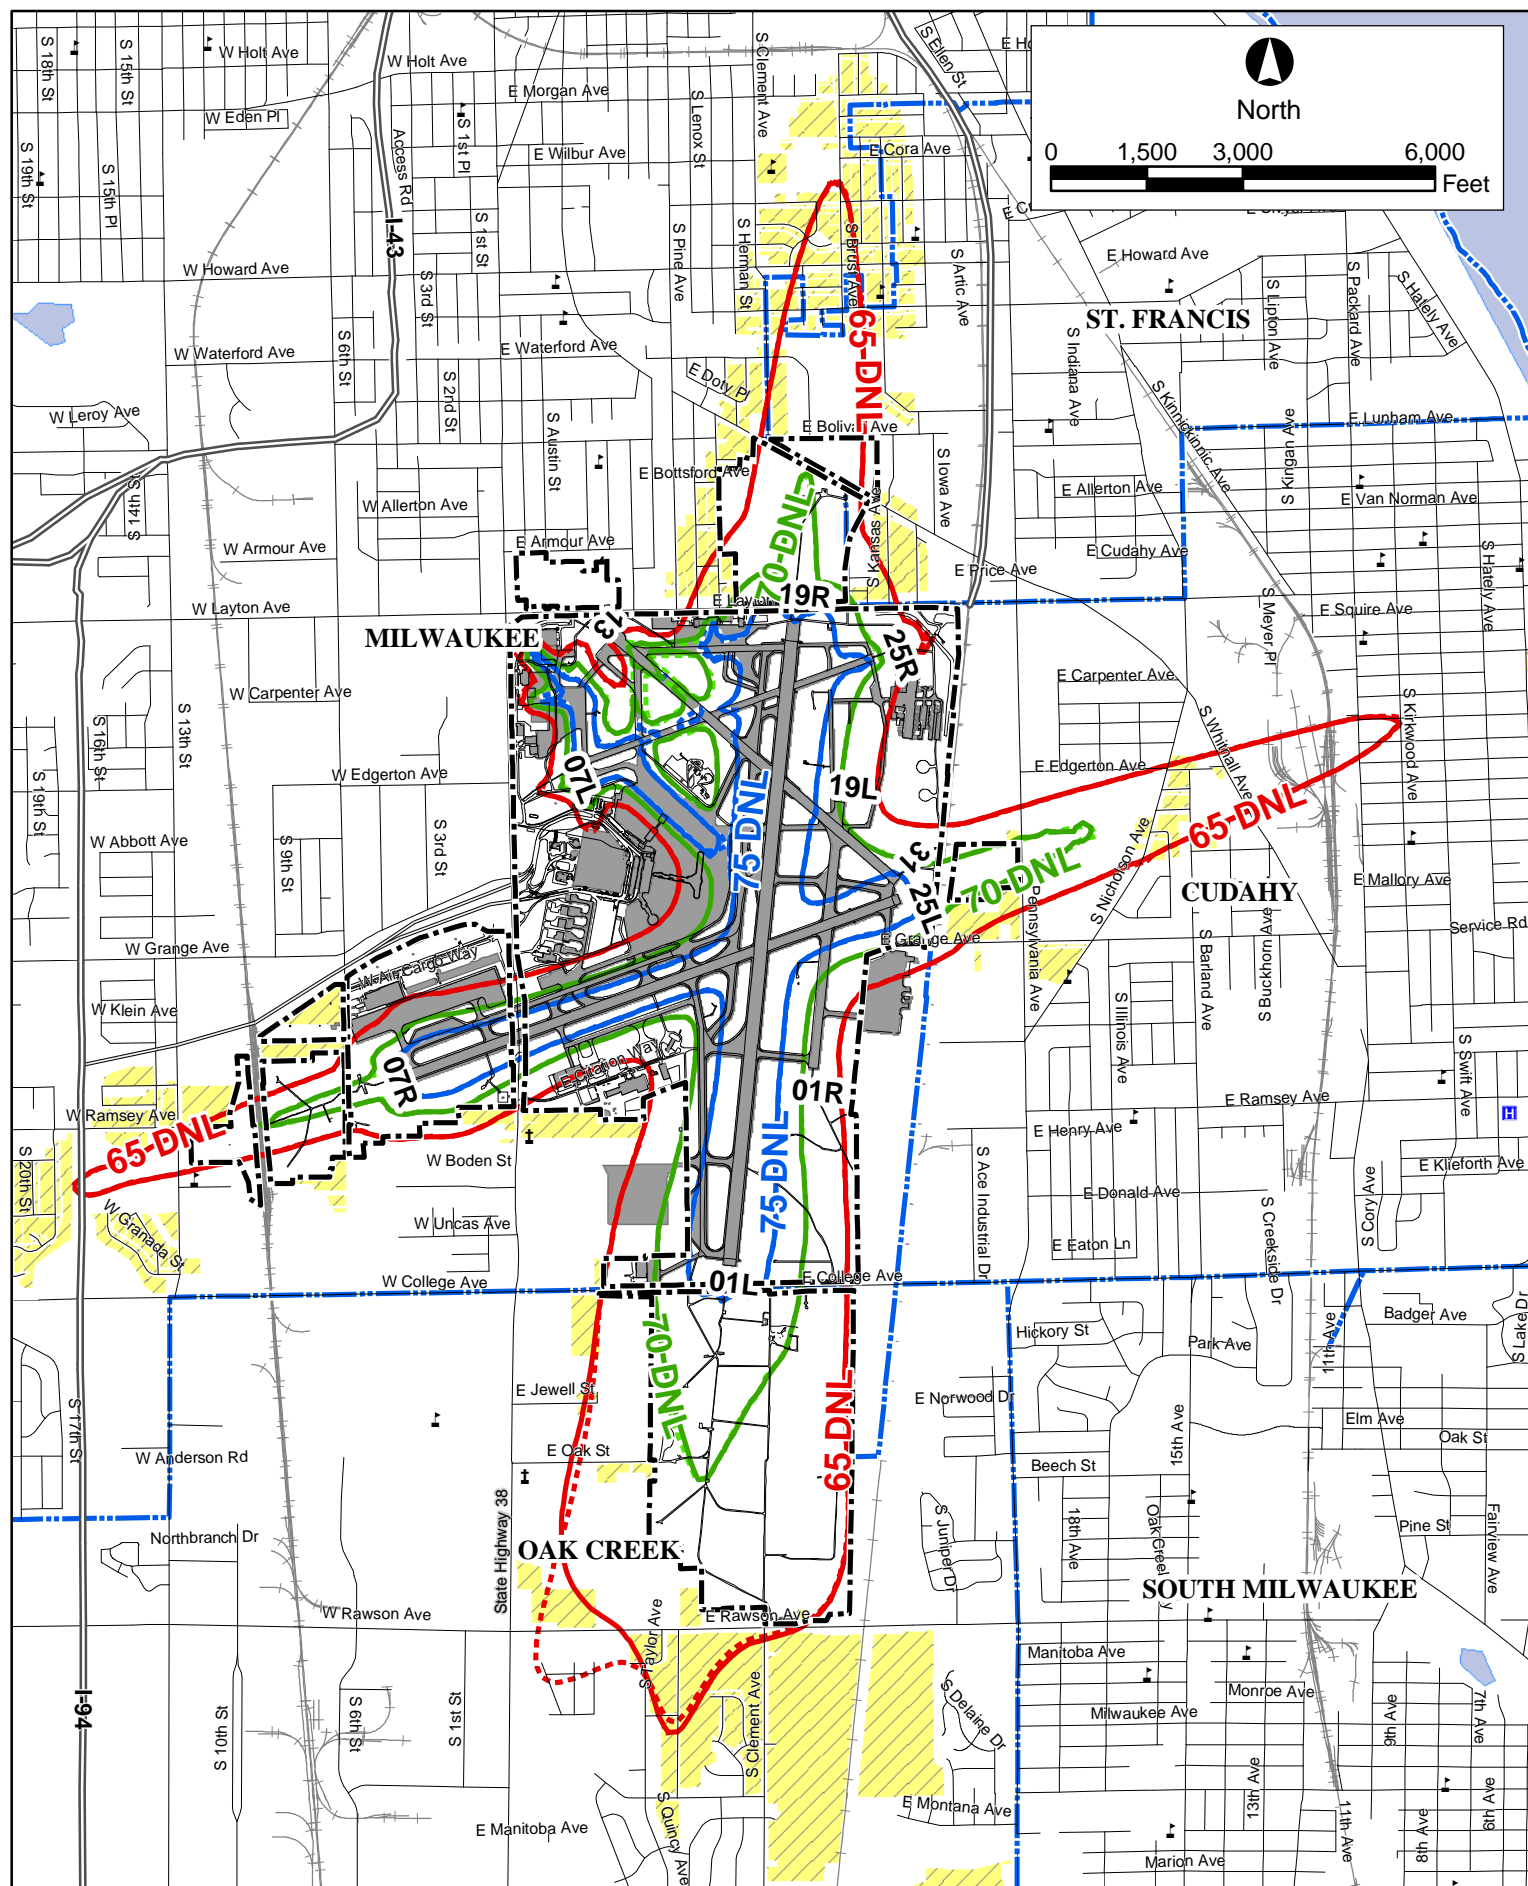 North
0 1,500 3,000 6,000
Feet
S 18th St
S 15th St
W Holt Ave
W Holt Ave
S Clement Ave
S Ellen St
E Morgan Ave
W Eden Pl
Access Rd
S 1st Pl
S Lenox St
S 19th St
S 15th Pl
E Wilbur Ave
E Cora Ave
I-43
S 1st St
S Pine Ave
S Herman St
S Brust Ave
S Artic Ave
E Howard Ave
W Howard Ave
S 3rd St
S Lipton Ave
S Packard Ave
S Hately Ave
ST. FRANCIS
65-DNL
W Waterford Ave
S 6th St
E Waterford Ave
S Indiana Ave
E Doty Pl
S 2nd St
S Kinnickinnic Ave
W Leroy Ave
S Austin St
E Bolivar Ave
E Lunham Ave
S Kingan Ave
E Bottsford Ave
S Iowa Ave
E Allerton Ave
E Van Norman Ave
S 14th St
W Allerton Ave
70-DNL
S Kansas Ave
W Armour Ave
E Armour Ave
E Cudahy Ave
E Price Ave
S Hately Ave
W Layton Ave
19R
S Meyer Pl
E Squire Ave
MILWAUKEE
13
25R
W Carpenter Ave
E Carpenter Ave
S 16th St
S 13th St
S Whitnall Ave
S Kirkwood Ave
W Edgerton Ave
07L
19L
E Edgerton Ave
S 19th St
75 DNL
65-DNL
W Abbott Ave
S 9th St
S 3rd St
31
25L
70-DNL
S Nicholson Ave
CUDAHY
E Mallory Ave
W Grange Ave
E Grange Ave
Pennsylvania Ave
S Barland Ave
S Buckhorn Ave
Service Rd
W Air Cargo Way
W Klein Ave
S Illinois Ave
S Swift Ave
07R
E Citation Way
01R
W Ramsey Ave
E Ramsey Ave
H
65-DNL
E Henry Ave
S 20th St
W Boden St
75-DNL
S Ace Industrial Dr
E Klieforth Ave
E Donald Ave
W Granada St
W Uncas Ave
S Cory Ave
S Creekside Dr
E Eaton Ln
W College Ave
01L
E College Ave
Badger Ave
S Lake Dr
Hickory St
Park Ave
11th Ave
70-DNL
E Jewell St
65 DNL
E Norwood Dr
S 17th St
15th Ave
Elm Ave
Oak St
W Anderson Rd
E Oak St
Beech St
State Highway 38
S Juniper Dr
18th Ave
Pine St
Fairview Ave
Northbranch Dr
OAK CREEK
SOUTH MILWAUKEE
W Rawson Ave
E Rawson Ave
S Taylor Ave
Manitoba Ave
I-94
S 10th St
S 6th St
S 1st St
S Clement Ave
S Delaine Dr
Monroe Ave
Milwaukee Ave
9th Ave
7th Ave
13th Ave
6th Ave
S Quincy Ave
E Montana Ave
E Manitoba Ave
11th Ave
8th Ave
Marion Ave